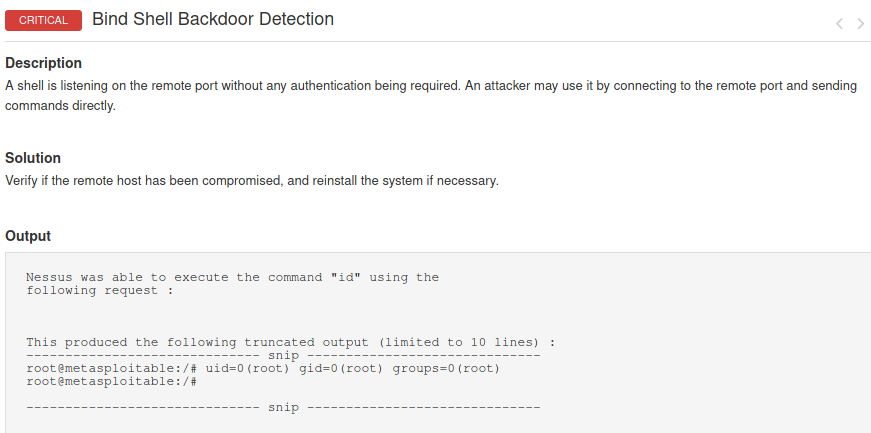 CRITICAL Bind Shell Backdoor Detection
Description
A shell is listening on the remote port without any authentication being required. An attacker may use it by connecting to the remote port and sending
commands directly.
Solution
Verify if the remote host has been compromised, and reinstall the system if necessary.
Output
Nessus was able to execute the command "id" using the
following request :
This produced the following truncated output (limited to 10 lines) :
------------------------------ snip ------------------------------
root@metasploitable:/# uid=0(root) gid=0(root) groups=0(root)
root@metasploitable:/#
------------------------------ snip ------------------------------